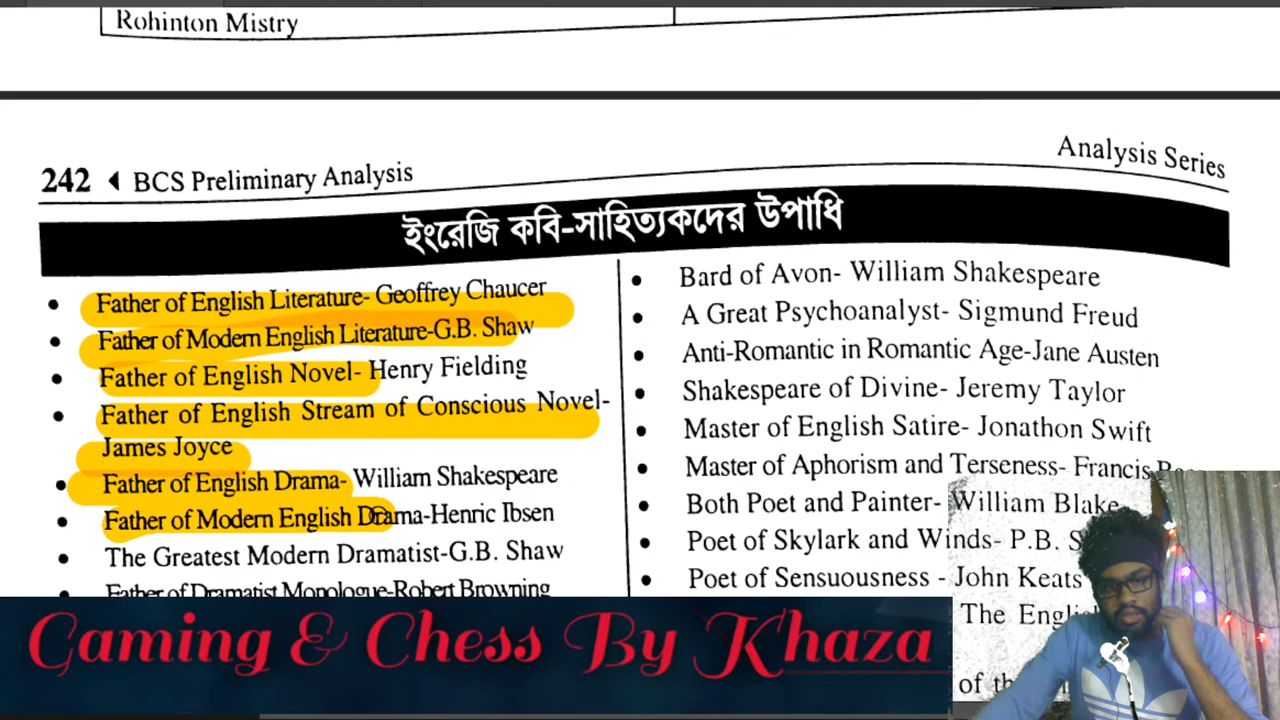 Rohinton Mistry
242 ◀ BCS Preliminary Analysis
Analysis Series
ইংরেজি কবি-সাহিত্যকদের উপাধি
• Father of English Literature- Geoffrey Chaucer
• Father of Modern English Literature-G.B. Shaw
• Father of English Novel- Henry Fielding
• Father of English Stream of Conscious Novel-
James Joyce
• Father of English Drama- William Shakespeare
• Father of Modern English Drama-Henric Ibsen
• The Greatest Modern Dramatist-G.B. Shaw
• Father of Dramatist Monologue-Robert Browning
• Bard of Avon- William Shakespeare
• A Great Psychoanalyst- Sigmund Freud
• Anti-Romantic in Romantic Age-Jane Austen
• Shakespeare of Divine- Jeremy Taylor
• Master of English Satire- Jonathon Swift
• Master of Aphorism and Terseness- Francis
• Both Poet and Painter- William Blake
• Poet of Skylark and Winds- P.B.
• Poet of Sensuousness - John Keats
The
of
Gaming & Chess By Khaza